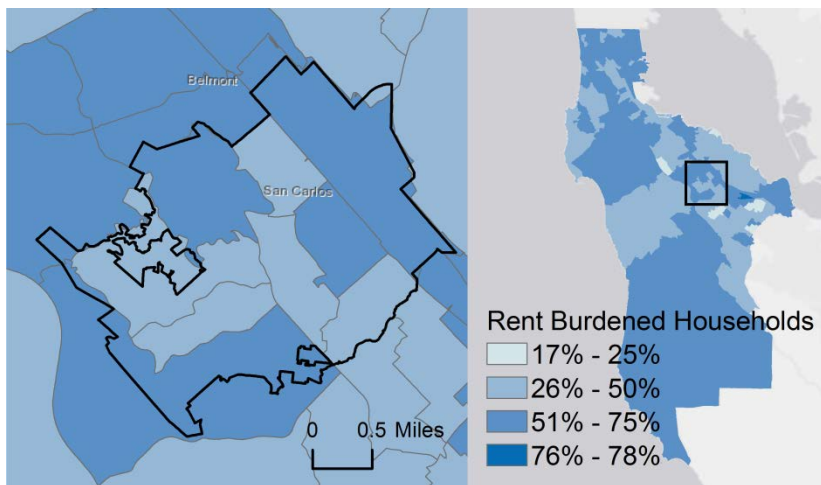 Belmont
San Carlos
0 0.5 Miles
Rent Burdened Households
17% - 25%
26% - 50%
51% - 75%
76% - 78%